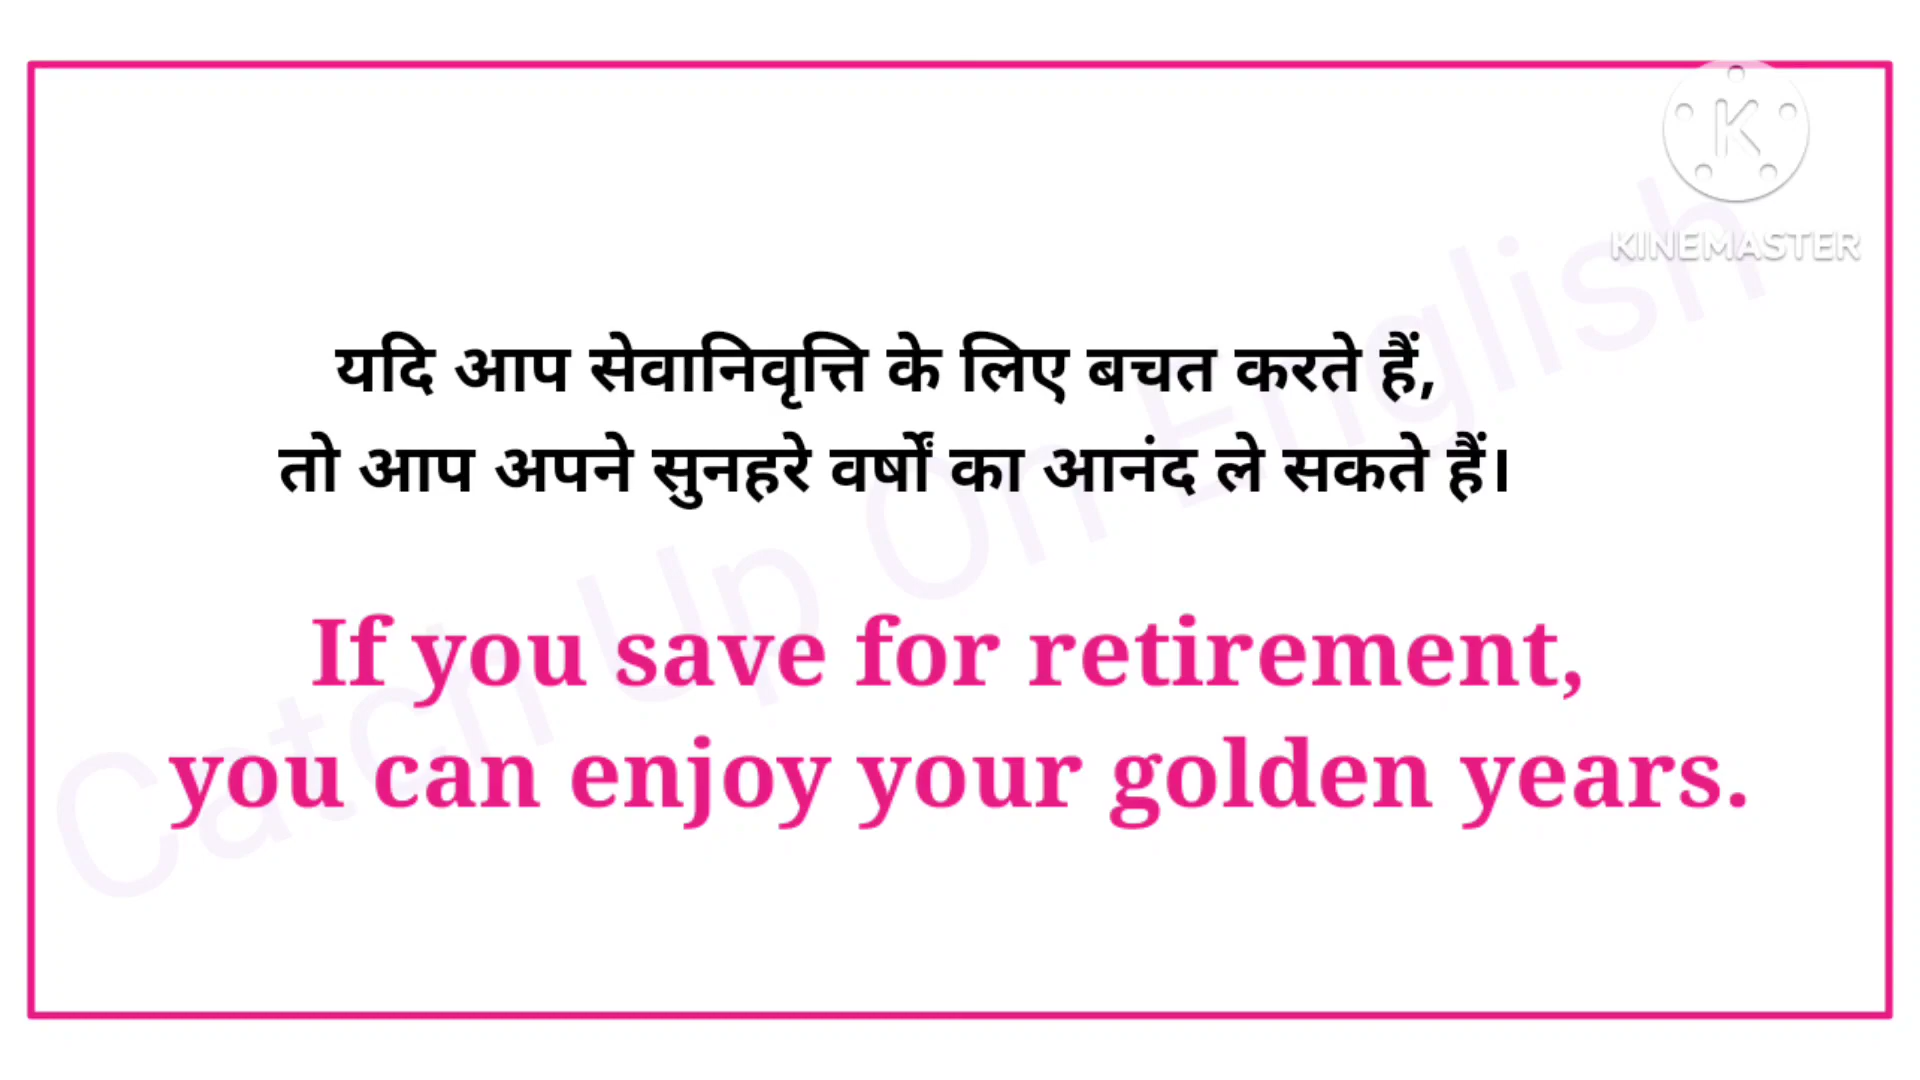 KINEMASTER
यदि आप सेवानिवृत्ति के लिए बचत करते हैं,
तो आप अपने सुनहरे वर्षों का आनंद ले सकते हैं।
If you save for retirement,
you can enjoy your golden years.
Catch Up On English